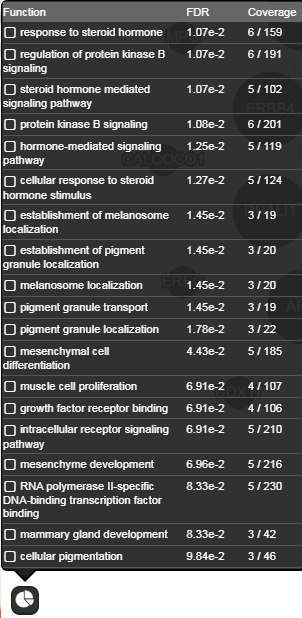 Function FDR Coverage
response to steroid hormone 1.07e-2 6 / 159
regulation of protein kinase B 1.07e-2 6 / 191
signaling
steroid hormone mediated 1.07e-2 5 / 102
signaling pathway
protein kinase B signaling 1.08e-2 6 / 201
hormone-mediated signaling 1.25e-2 5 / 119
pathway
cellular response to steroid 1.27e-2 5 / 124
hormone stimulus
establishment of melanosome 1.45e-2 3 / 19
localization
establishment of pigment 1.45e-2 3 / 20
granule localization
melanosome localization 1.45e-2 3 / 20
pigment granule transport 1.45e-2 3 / 19
pigment granule localization 1.78e-2 3 / 22
mesenchymal cell 4.43e-2 5 / 185
differentiation
muscle cell proliferation 6.91e-2 4 / 107
growth factor receptor binding 6.91e-2 4 / 106
intracellular receptor signaling 6.91e-2 5 / 210
pathway
mesenchyme development 6.96e-2 5 / 216
RNA polymerase II-specific 8.33e-2 5 / 230
DNA-binding transcription factor
binding
mammary gland development 8.33e-2 3 / 42
cellular pigmentation 9.84e-2 3 / 46
ERBB4
CALCOCO1